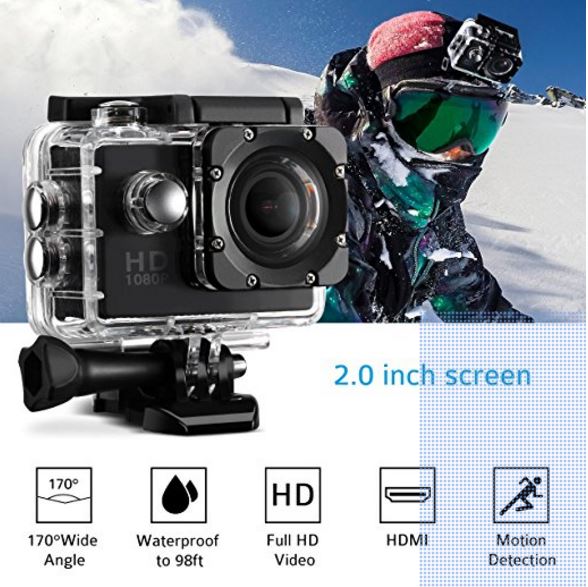 HD
1080P
2.0 inch screen
170°
HD
170°Wide
Angle
Waterproof
to 98ft
Full HD
Video
HDMI
Motion
Detection